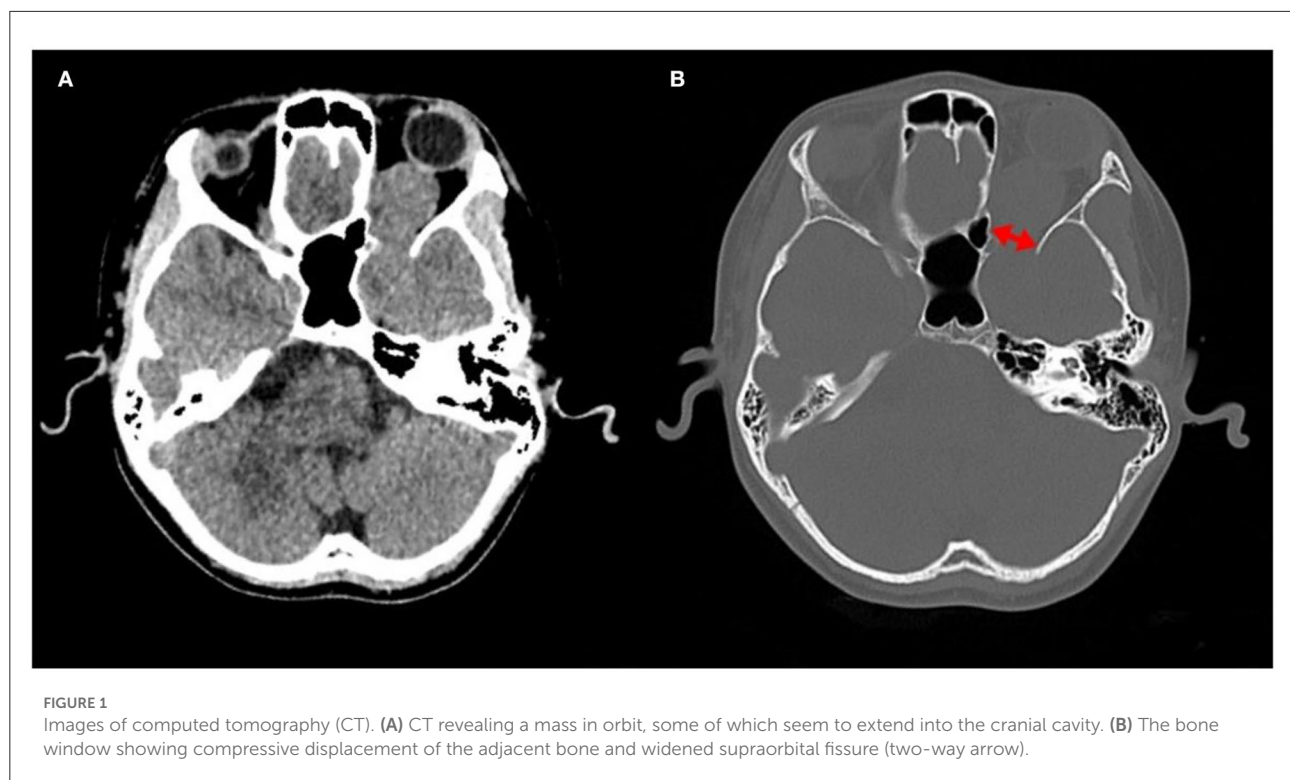 A
B
FIGURE 1
Images of computed tomography (CT). (A) CT revealing a mass in orbit, some of which seem to extend into the cranial cavity. (B) The bone
window showing compressive displacement of the adjacent bone and widened supraorbital fissure (two-way arrow).